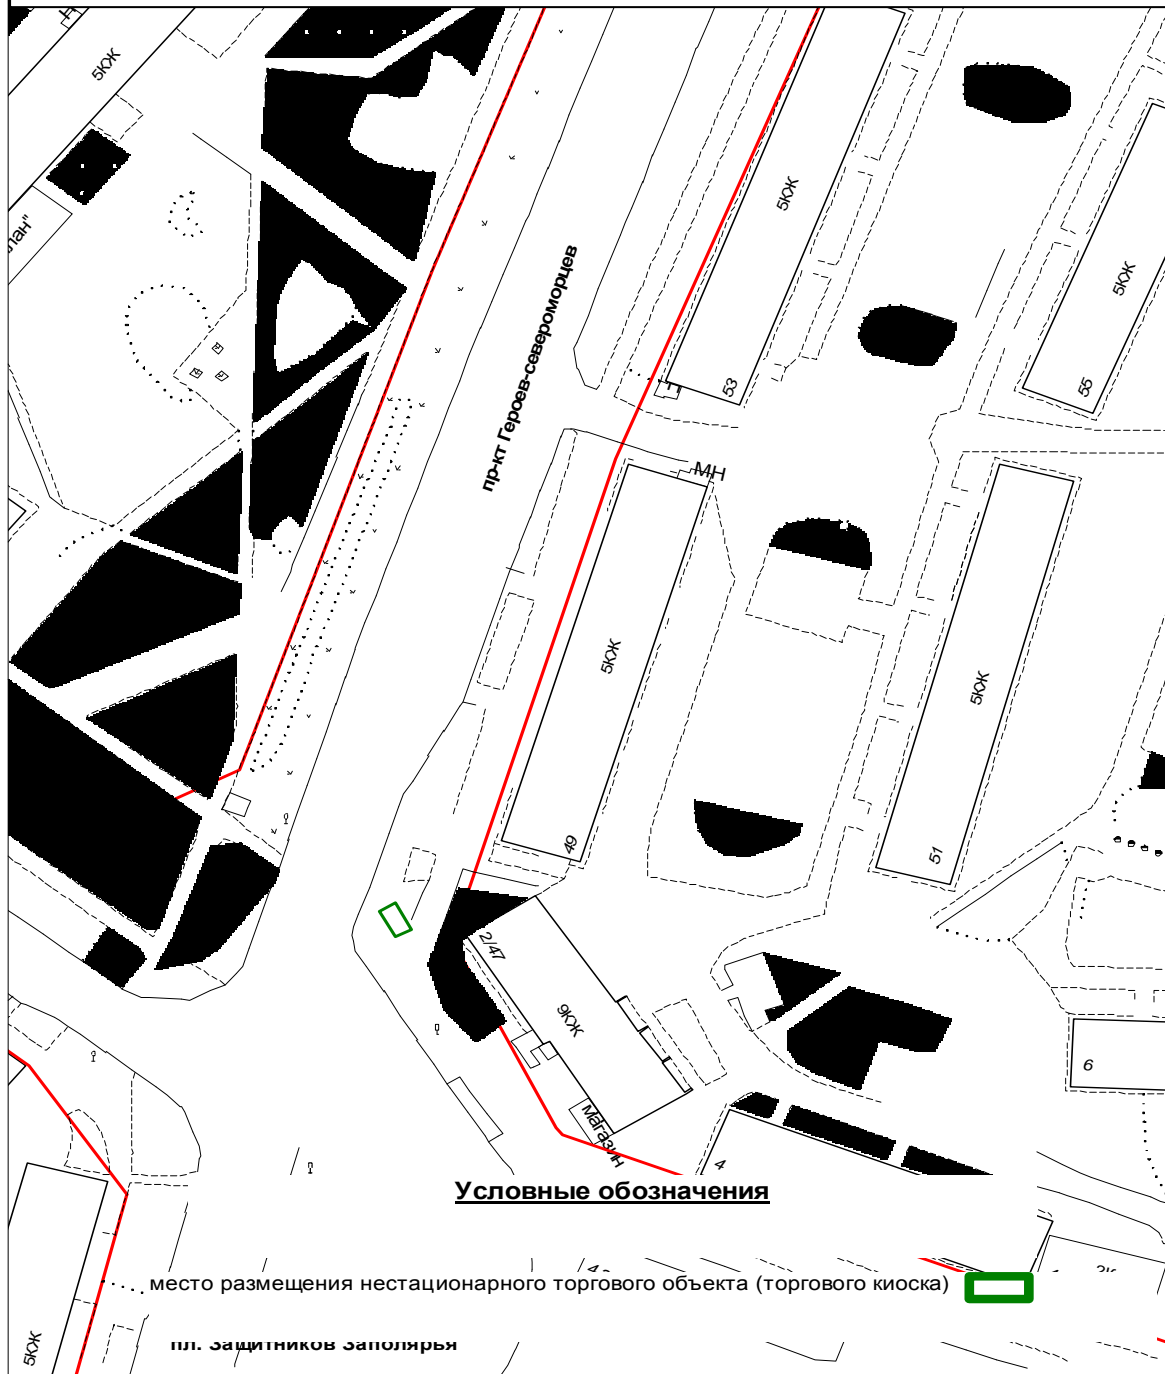 5КЖ
лан"
5КЖ
5КЖ
пр-кт Героев-североморцев
53
55
МН
5КЖ
5КЖ
49
51
2/47
9КЖ
6
магазин
4
Условные обозначения
место размещения нестационарного торгового объекта (торгового киоска)
пл. Защитников Заполярья
5КЖ